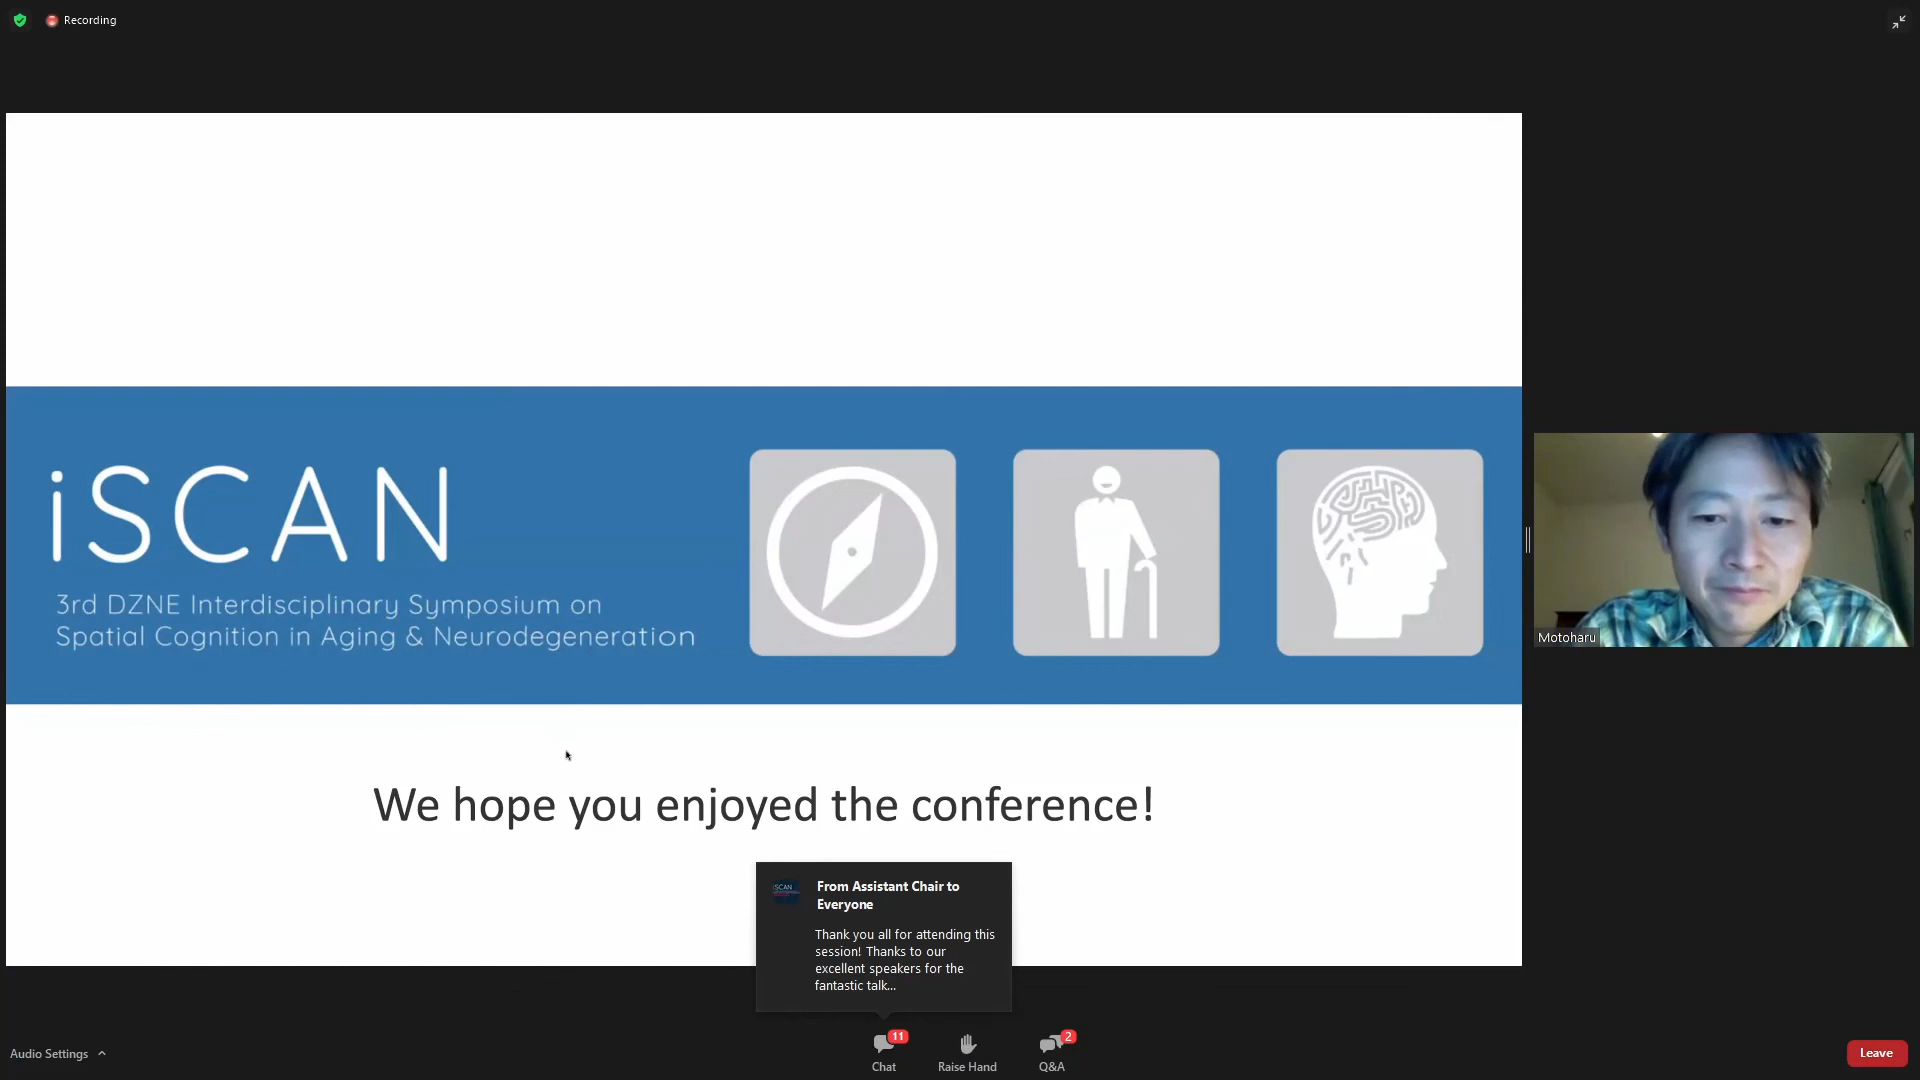 Recording
iSCAN
3rd DZNE Interdisciplinary Symposium on
Spatial Cognition in Aging & Neurodegeneration
Motoharu
We hope you enjoyed the conference!
iSCAN
From Assistant Chair to
Everyone
Thank you all for attending this
session! Thanks to our
excellent speakers for the
fantastic talk...
Audio Settings
11
Chat
Raise Hand
2
Q&A
Leave